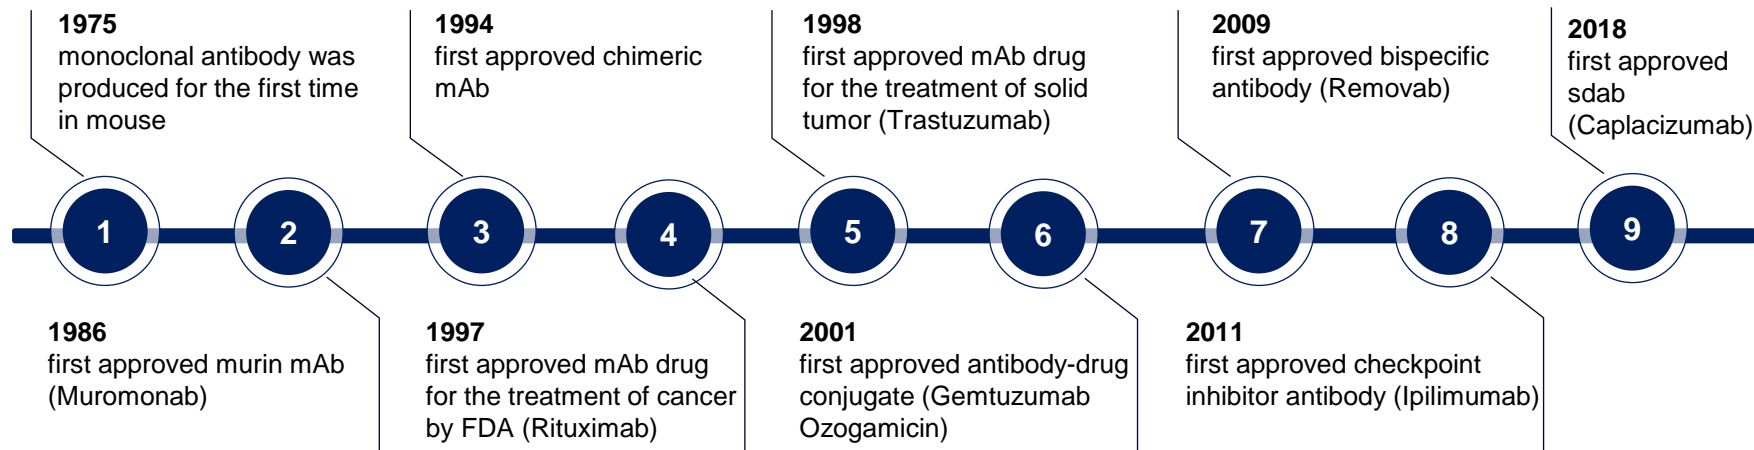 1975
monoclonal antibody was
produced for the first time
in mouse
1994
first approved chimeric
mAb
1998
first approved mAb drug
for the treatment of solid
tumor (Trastuzumab)
2009
first approved bispecific
antibody (Removab)
2018
first approved
sdab
(Caplacizumab)
1
2
3
4
5
6
7
8
9
1986
first approved murin mAb
(Muromonab)
1997
first approved mAb drug
for the treatment of cancer
by FDA (Rituximab)
2001
first approved antibody-drug
conjugate (Gemtuzumab
Ozogamicin)
2011
first approved checkpoint
inhibitor antibody (Ipilimumab)